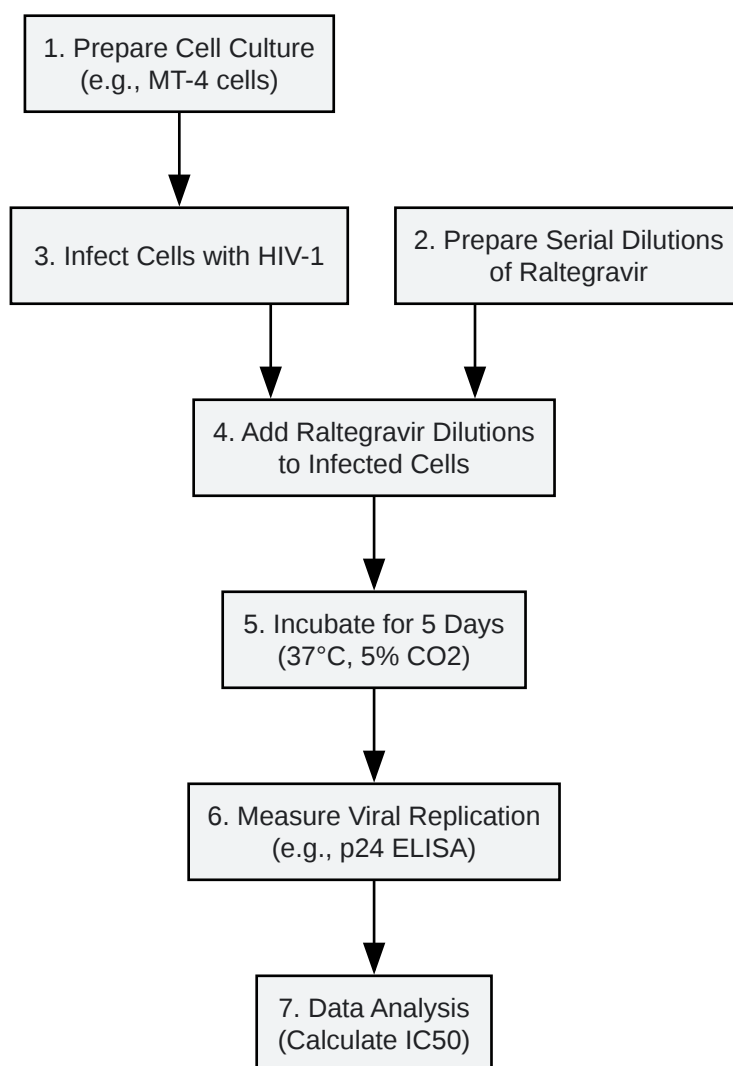 1. Prepare Cell Culture
(e.g., MT-4 cells)
3. Infect Cells with HIV-1
2. Prepare Serial Dilutions
of Raltegravir
4. Add Raltegravir Dilutions
to Infected Cells
5. Incubate for 5 Days
(37°C, 5% CO2)
6. Measure Viral Replication
(e.g., p24 ELISA)
7. Data Analysis
(Calculate IC50)